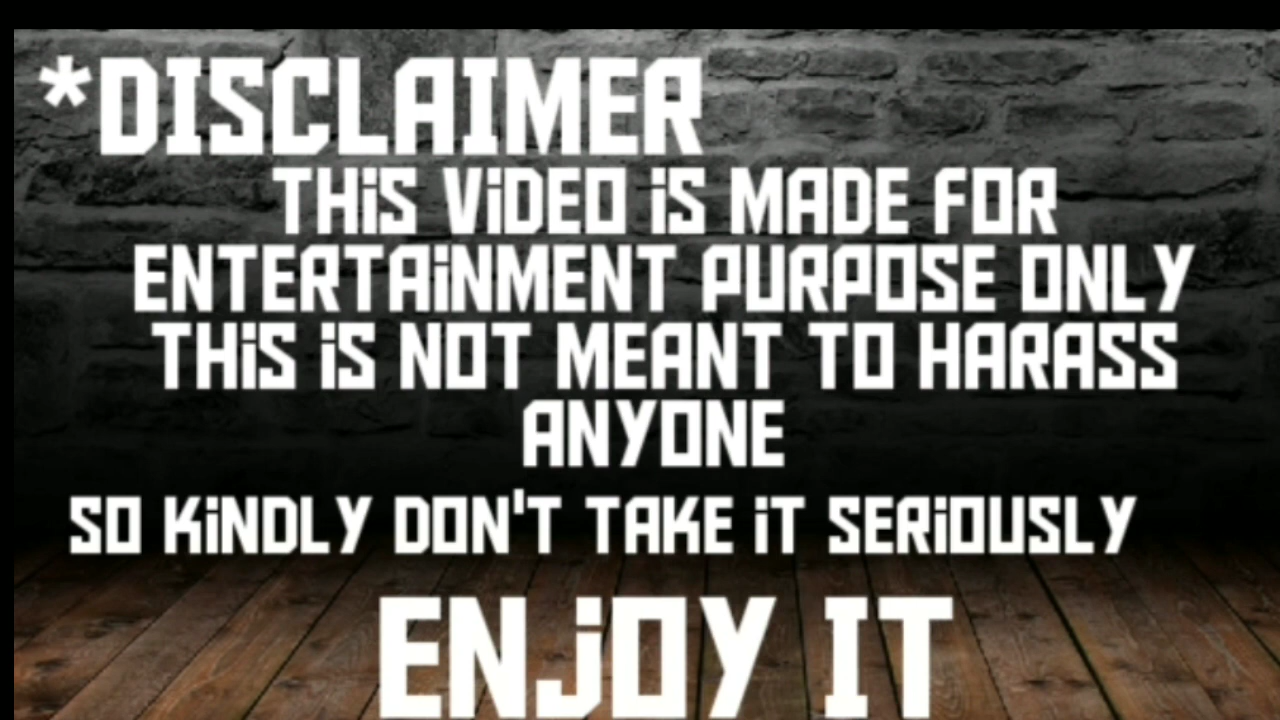 *DISCLAIMER
THiS ViDEO iS MADE FOR
ENTERTAiNMENT PURPOSE ONLY
THiS iS NOT MEANT TO HARASS
ANYONE
SO KiNDLY DON'T TAKE iT SERiOUSLY
ENjOY IT